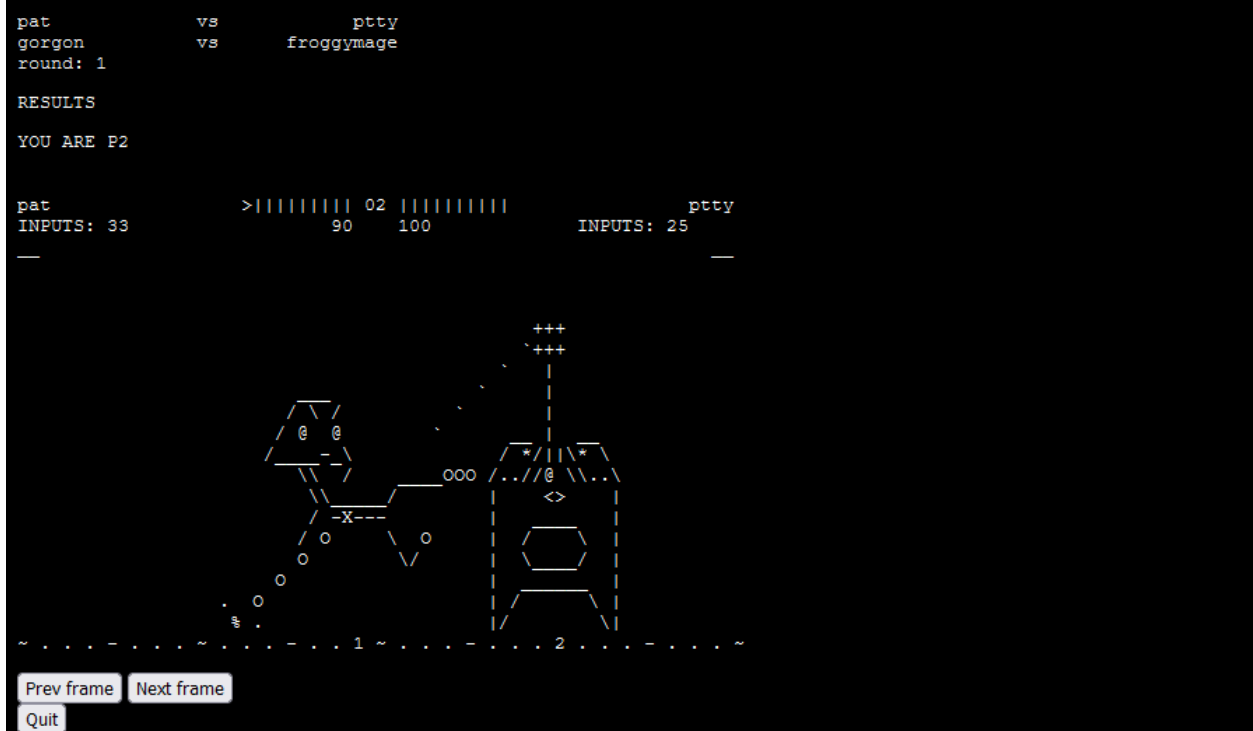 pat vs ptty
gorgon vs froggymage
round: 1
RESULTS
YOU ARE P2
pat >||||||||| 02 |||||||||| ptty
INPUTS: 33 90 100 INPUTS: 25
~ . . . - . . . ~ . . . - . . 1 ~ . . . - . . . 2 . . . - . . . ~
Prev frame Next frame
Quit